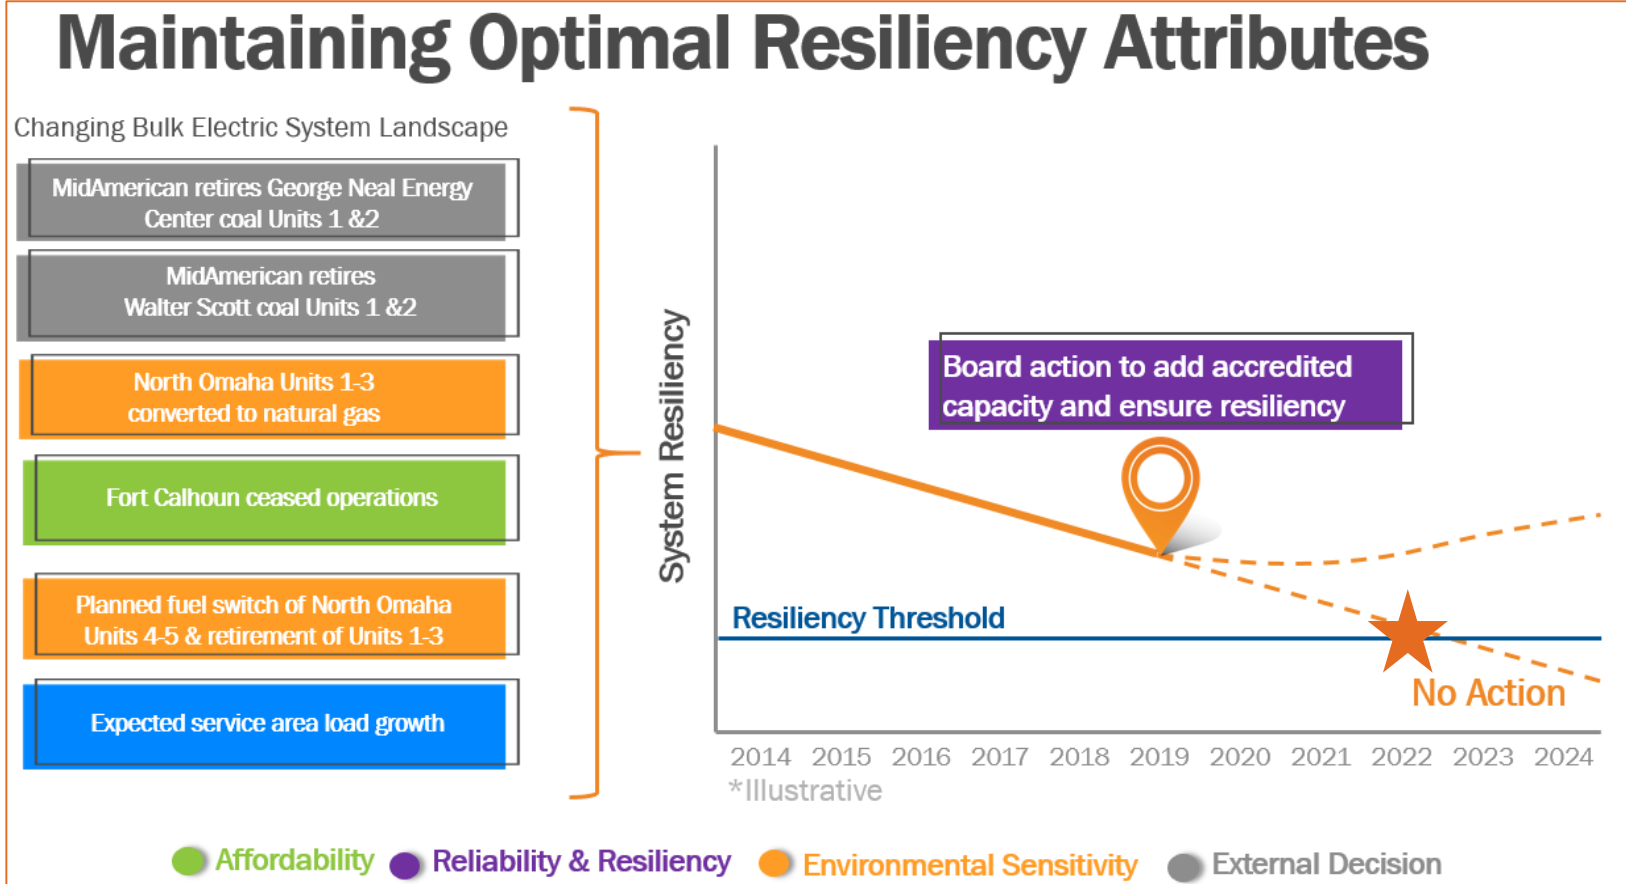 Maintaining Optimal Resiliency Attributes
Changing Bulk Electric System Landscape
MidAmerican retires George Neal Energy
Center coal Units 1 &2
MidAmerican retires
Walter Scott coal Units 1 &2
North Omaha Units 1-3
converted to natural gas
Fort Calhoun ceased operations
Planned fuel switch of North Omaha
Units 4-5 & retirement of Units 1-3
Expected service area load growth
System Resiliency
Board action to add accredited
capacity and ensure resiliency
Resiliency Threshold
No Action
2014 2015 2016 2017 2018 2019 2020 2021 2022 2023 2024
*Illustrative
Affordability Reliability & Resiliency Environmental Sensitivity External Decision